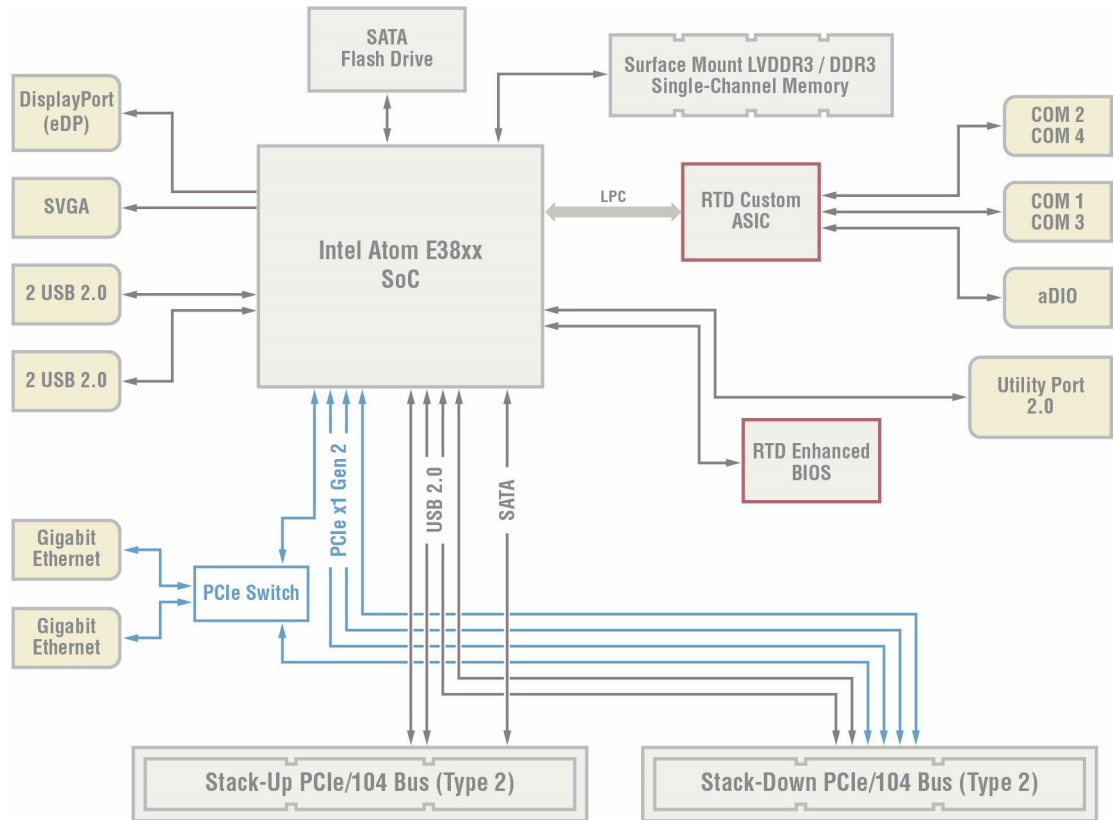 SATA
Flash Drive
Surface Mount LVDDR3 / DDR3
Single-Channel Memory
DisplayPort
(eDP)
COM 2
COM 4
SVGA
LPC
RTD Custom
ASIC
COM 1
COM 3
Intel Atom E38xx
SoC
2 USB 2.0
aDIO
2 USB 2.0
Utility Port
2.0
RTD Enhanced
BIOS
PCIe x1 Gen 2
USB 2.0
SATA
Gigabit
Ethernet
PCIe Switch
Gigabit
Ethernet
Stack-Up PCIe/104 Bus (Type 2)
Stack-Down PCIe/104 Bus (Type 2)